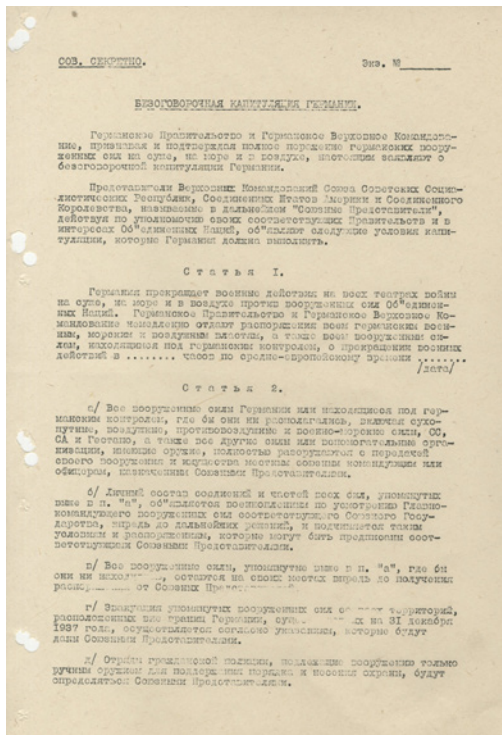 СОВ. СЕКРЕТНО.
Экз. №
БЕЗОГОВОРОЧНАЯ КАПИТУЛЯЦИЯ ГЕРМАНИИ.
Германское Правительство и Германское Верховное Командова-
ние, признавая и подтверждая полное поражение германских воору-
женных сил на суше, на море и в воздухе, настоящим заявляют о
безоговорочной капитуляции Германии.
Представители Верховных Командований Союза Советских Социа-
листических Республик, Соединенных Штатов Америки и Соединенного
Королевства, называемые в дальнейшем "Союзные Представители",
действуя по уполномочию своих соответствующих Правительств и в
интересах Об"единенных Наций, об"являют следующие условия капи-
туляции, которые Германия должна выполнить.
Статья I.
Германия прекращает военные действия на всех театрах войны
на суше, на море и в воздухе против вооруженных сил Об"единен-
ных Наций. Германское Правительство и Германское Верховное Ко-
мандование немедленно отдают распоряжения всем германским воен-
ным, морским и воздушным властям, а также всем вооруженным си-
лам, находящимся под германским контролем, о прекращении военных
действий в ........ часов по средне-европейскому времени ........
/дата/
Статья 2.
а/ Все вооруженные силы Германии или находящиеся под гер-
манским контролем, где бы они ни располагались, включая сухо-
путные, воздушные, противовоздушные и военно-морские силы, СС,
СА и Гестапо, а также все другие силы или вспомогательные орга-
низации, имеющие оружие, полностью разоружаются с передачей
своего вооружения и имущества местным союзным командующим или
офицерам, назначенным Союзными Представителями.
б/ Личный состав соединений и частей всех сил, упомянутых
выше в п. "а", об"является военнопленным по усмотрению Главно-
командующего вооруженных сил соответствующего Союзного Госу-
дарства, впредь до дальнейших решений, и подчиняется таким
условиям и распоряжениям, которые могут быть предписаны соот-
ветствующими Союзными Представителями.
в/ Все вооруженные силы, упомянутые выше в п. "а", где бы
они ни находились, остаются на своих местах впредь до получения
от Союзных
г/ Эвакуация упомянутых вооруженных сил со всех территорий,
расположенных вне границ Германии, на 31 декабря
1937 года, осуществляется согласно указаниям, которые будут
даны Союзными Представителями.
д/ Отряды гражданской полиции, подлежащие вооружению только
ручным оружием для поддержания порядка и несения охраны, будут
определяться Союзными Представителями.